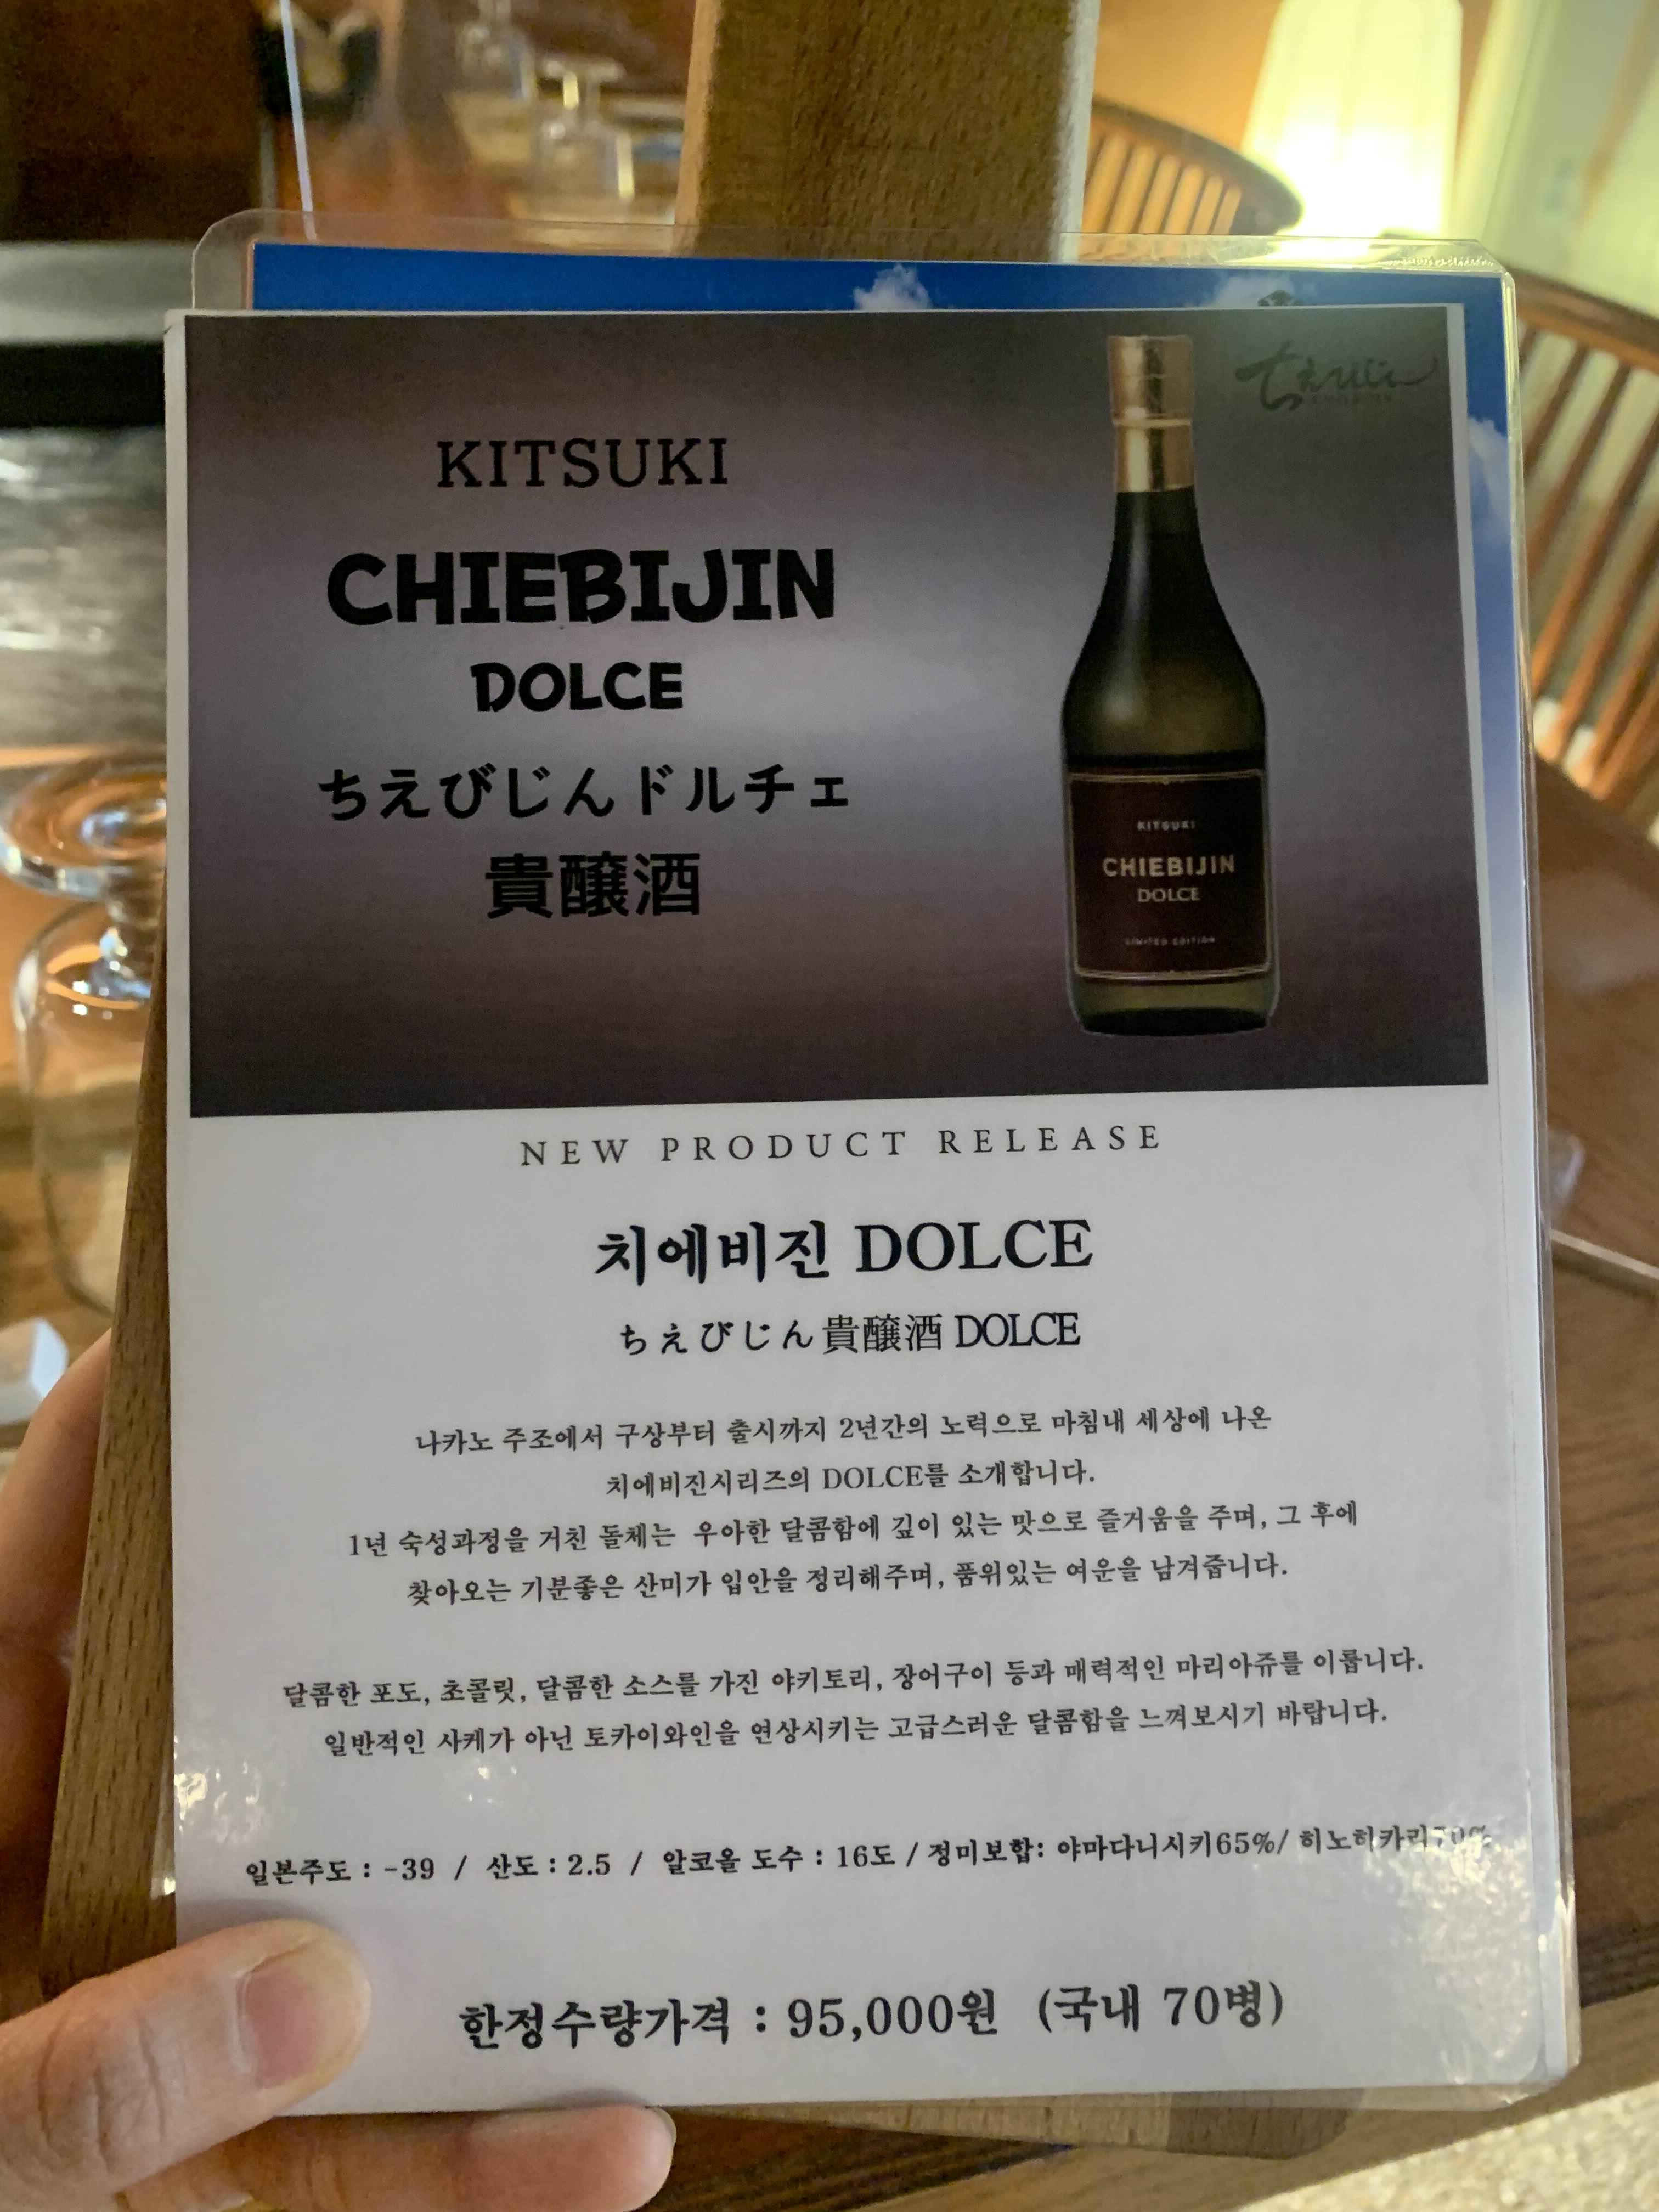 ちえびじん
KITSUKI
CHIEBIJIN
DOLCE
ちえびじんドルチェ
貴醸酒
KITSUKI
CHIEBIJIN
DOLCE
LIMITED EDITION
NEW PRODUCT RELEASE
치에비진 DOLCE
ちえびじん貴醸酒 DOLCE
나카노 주조에서 구상부터 출시까지 2년간의 노력으로 마침내 세상에 나온
치에비진시리즈의 DOLCE를 소개합니다.
1년 숙성과정을 거친 돌체는 우아한 달콤함에 깊이 있는 맛으로 즐거움을 주며, 그 후에
찾아오는 기분좋은 산미가 입안을 정리해주며, 품위있는 여운을 남겨줍니다.
달콤한 포도, 초콜릿, 달콤한 소스를 가진 야키토리, 장어구이 등과 매력적인 마리아쥬를 이룹니다.
일반적인 사케가 아닌 토카이와인을 연상시키는 고급스러운 달콤함을 느껴보시기 바랍니다.
일본주도 : -39 / 산도 : 2.5 / 알코올 도수 : 16도 / 정미보합: 야마다니시키65%/ 히노히카리70%
한정수량가격 : 95,000원 (국내 70병)